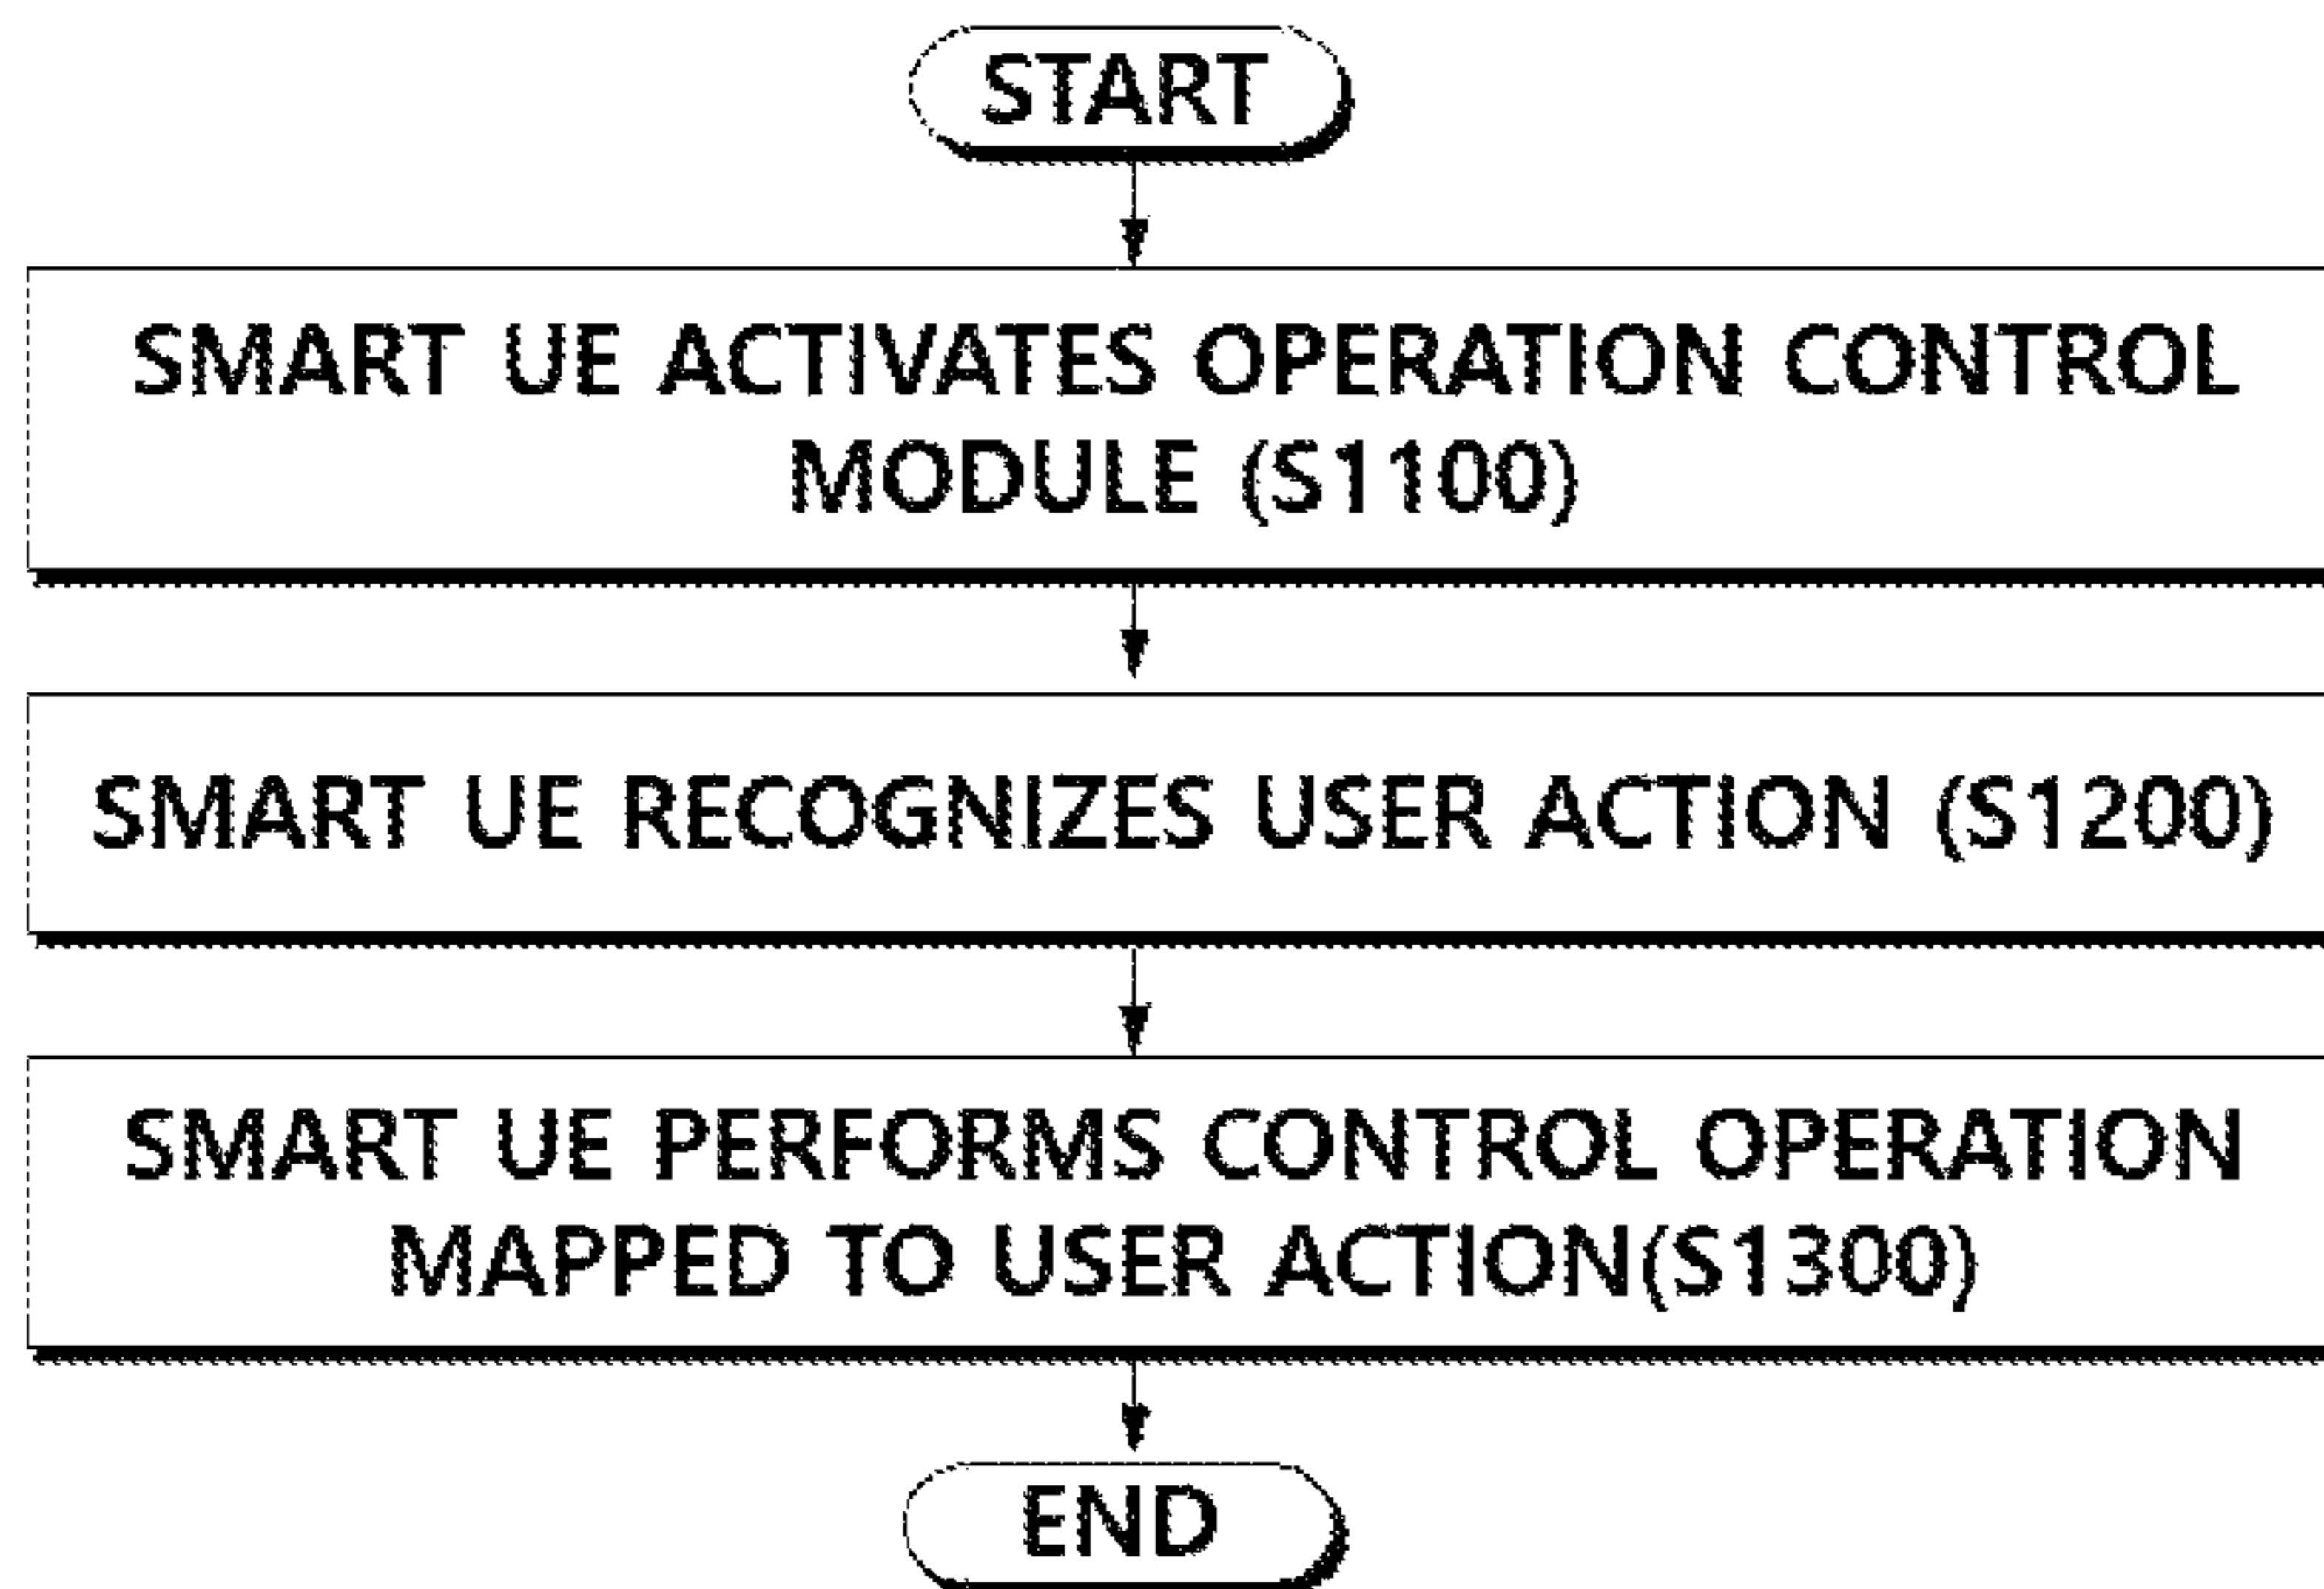 START
SMART UE ACTIVATES OPERATION CONTROL
MODULE (S1100)
SMART UE RECOGNIZES USER ACTION (S1200)
SMART UE PERFORMS CONTROL OPERATION
MAPPED TO USER ACTION(S1300)
END